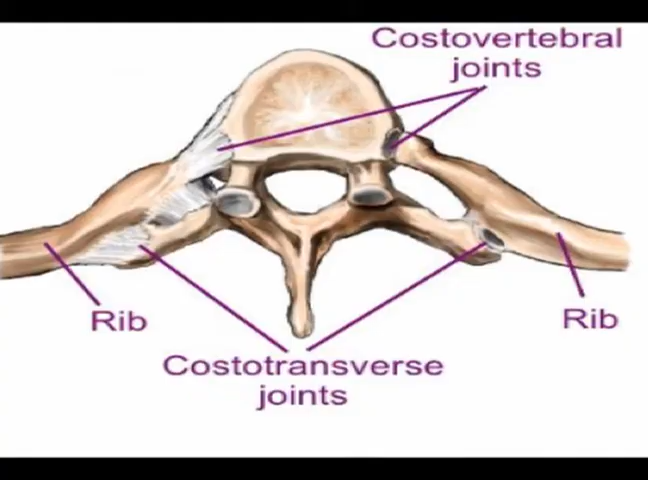 Costovertebral
joints
Rib
Rib
Costotransverse
joints